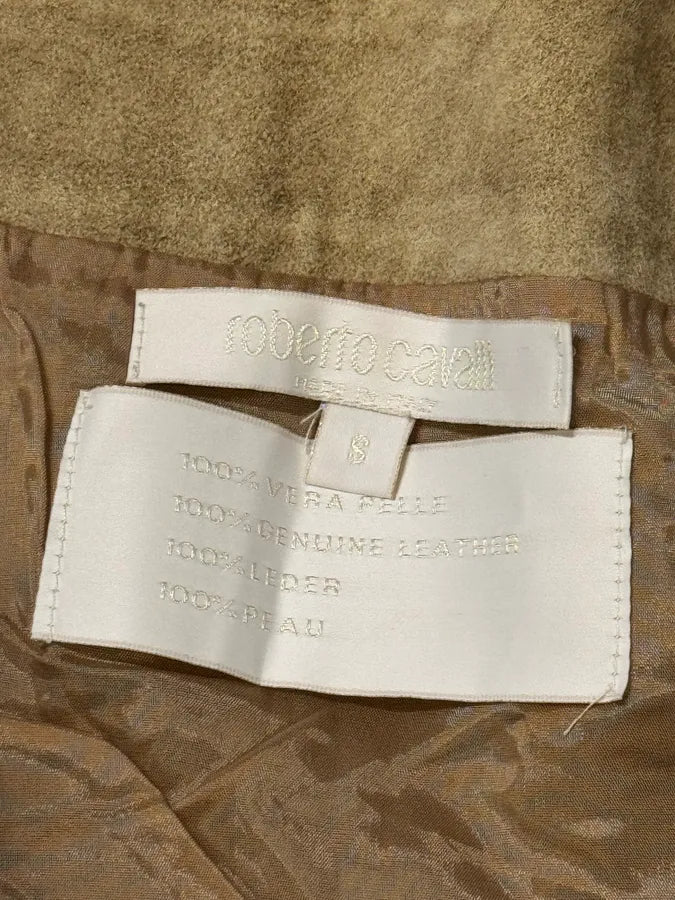 roberto cavalli
MADE IN ITALY
S
100% VERA PELLE
100% GENUINE LEATHER
100% LEDER
100% PEAU